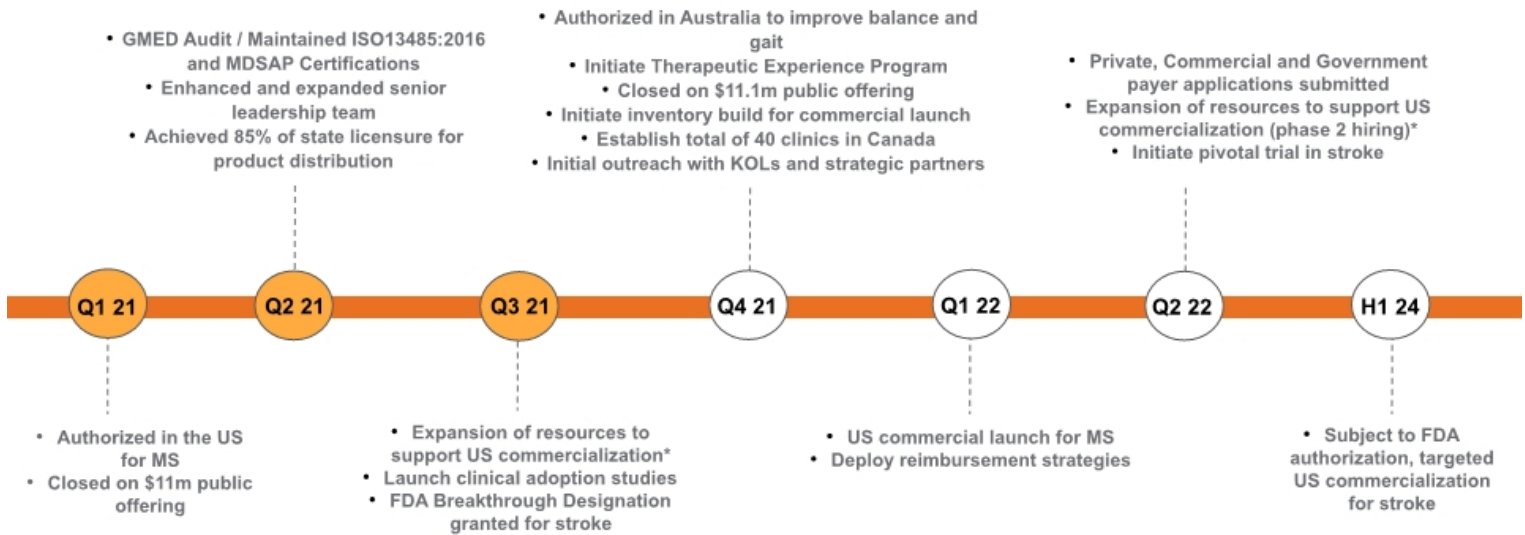 • GMED Audit / Maintained ISO13485:2016
and MDSAP Certifications
• Enhanced and expanded senior
leadership team
• Achieved 85% of state licensure for
product distribution
• Authorized in Australia to improve balance and
gait
• Initiate Therapeutic Experience Program
• Closed on $11.1m public offering
• Initiate inventory build for commercial launch
• Establish total of 40 clinics in Canada
• Initial outreach with KOLs and strategic partners
• Private, Commercial and Government
payer applications submitted
• Expansion of resources to support US
commercialization (phase 2 hiring)*
• Initiate pivotal trial in stroke
Q1 21
Q2 21
Q3 21
Q4 21
Q1 22
Q2 22
H1 24
• Authorized in the US
for MS
• Closed on $11m public
offering
• Expansion of resources to
support US commercialization*
• Launch clinical adoption studies
• FDA Breakthrough Designation
granted for stroke
• US commercial launch for MS
• Deploy reimbursement strategies
• Subject to FDA
authorization, targeted
US commercialization
for stroke